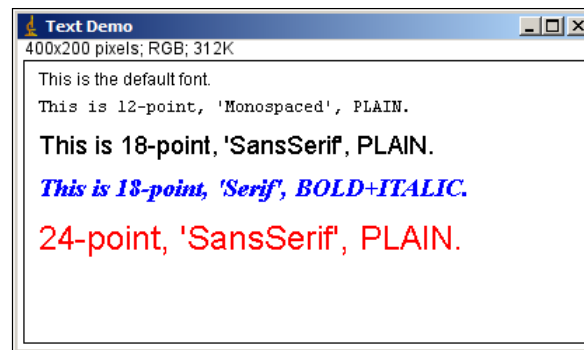 Text Demo
400x200 pixels; RGB; 312K
This is the default font.
This is 12-point, 'Monospaced', PLAIN.
This is 18-point, 'SansSerif', PLAIN.
This is 18-point, 'Serif', BOLD+ITALIC.
24-point, 'SansSerif', PLAIN.